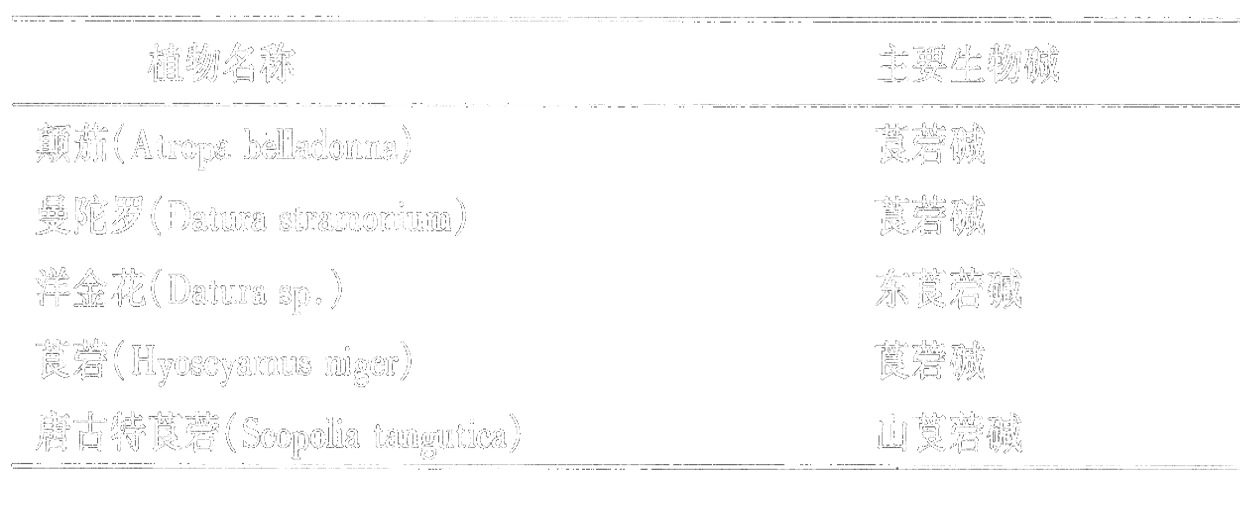 植物名称 主要生物碱
颠茄(Atropa belladonna) 莨菪碱
曼陀罗(Datura stramonium) 莨菪碱
洋金花(Datura sp.) 东莨菪碱
莨菪(Hyoscyamus niger) 莨菪碱
唐古特莨菪(Scopolia tangutica) 山莨菪碱